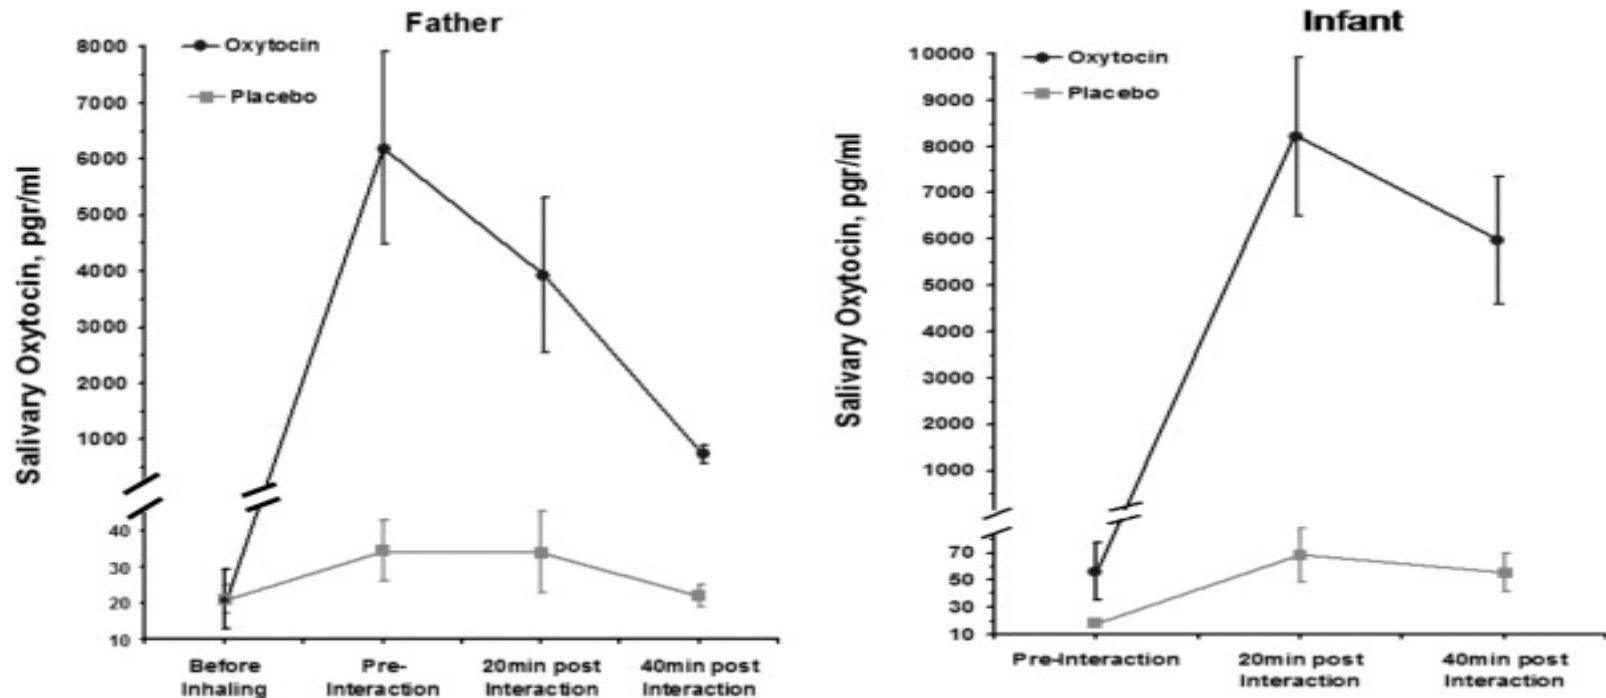 Father
Oxytocin
Placebo
Salivary Oxytocin, pgr/ml
8000
7000
6000
5000
4000
3000
2000
1000
40
30
20
10
Before
Inhaling
Pre-
Interaction
20min post
Interaction
40min post
Interaction
Infant
Oxytocin
Placebo
Salivary Oxytocin, pgr/ml
10000
9000
8000
7000
6000
5000
4000
3000
2000
1000
70
50
30
10
Pre-Interaction
20min post
Interaction
40min post
Interaction